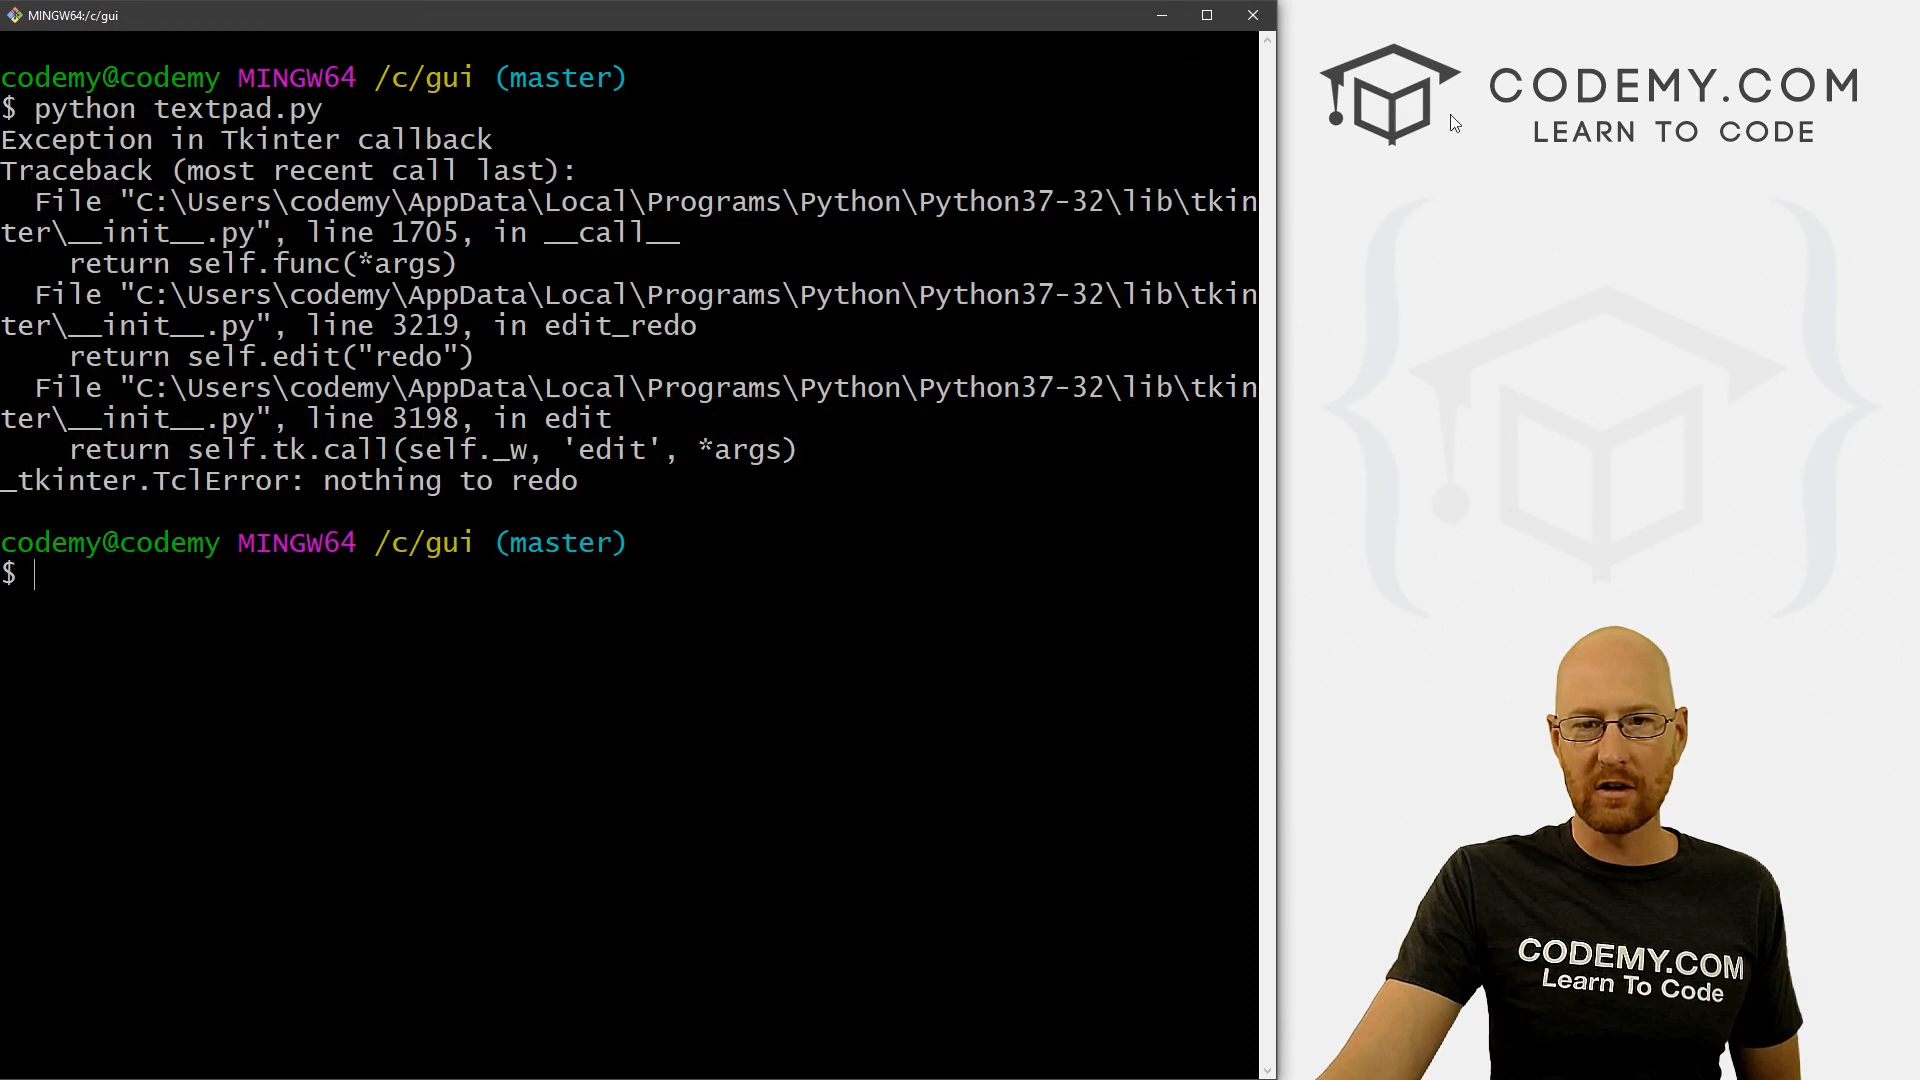 MINGW64:/c/gui
codemy@codemy MINGW64 /c/gui (master)
$ python textpad.py
Exception in Tkinter callback
Traceback (most recent call last):
  File "C:\Users\codemy\AppData\Local\Programs\Python\Python37-32\lib\tkin
ter\__init__.py", line 1705, in __call__
    return self.func(*args)
  File "C:\Users\codemy\AppData\Local\Programs\Python\Python37-32\lib\tkin
ter\__init__.py", line 3219, in edit_redo
    return self.edit("redo")
  File "C:\Users\codemy\AppData\Local\Programs\Python\Python37-32\lib\tkin
ter\__init__.py", line 3198, in edit
    return self.tk.call(self._w, 'edit', *args)
_tkinter.TclError: nothing to redo
codemy@codemy MINGW64 /c/gui (master)
$
CODEMY.COM
LEARN TO CODE
CODEMY.COM
Learn To Code